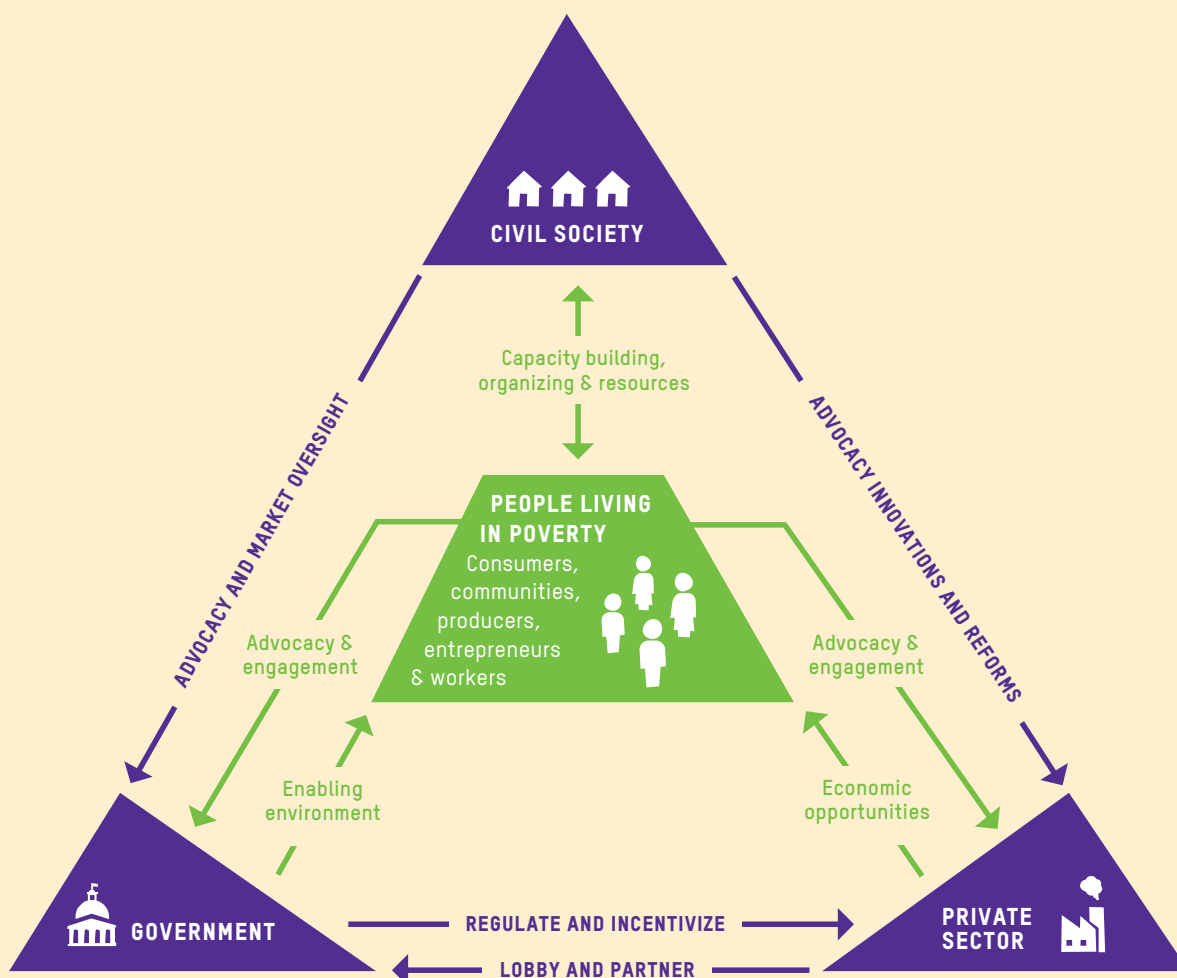 CIVIL SOCIETY
Capacity building,
organizing & resources
ADVOCACY AND MARKET OVERSIGHT
ADVOCACY INNOVATIONS AND REFORMS
PEOPLE LIVING
IN POVERTY
Consumers,
communities,
producers,
entrepreneurs
& workers
Advocacy &
engagement
Advocacy &
engagement
Enabling
environment
Economic
opportunities
GOVERNMENT
REGULATE AND INCENTIVIZE
PRIVATE
SECTOR
LOBBY AND PARTNER